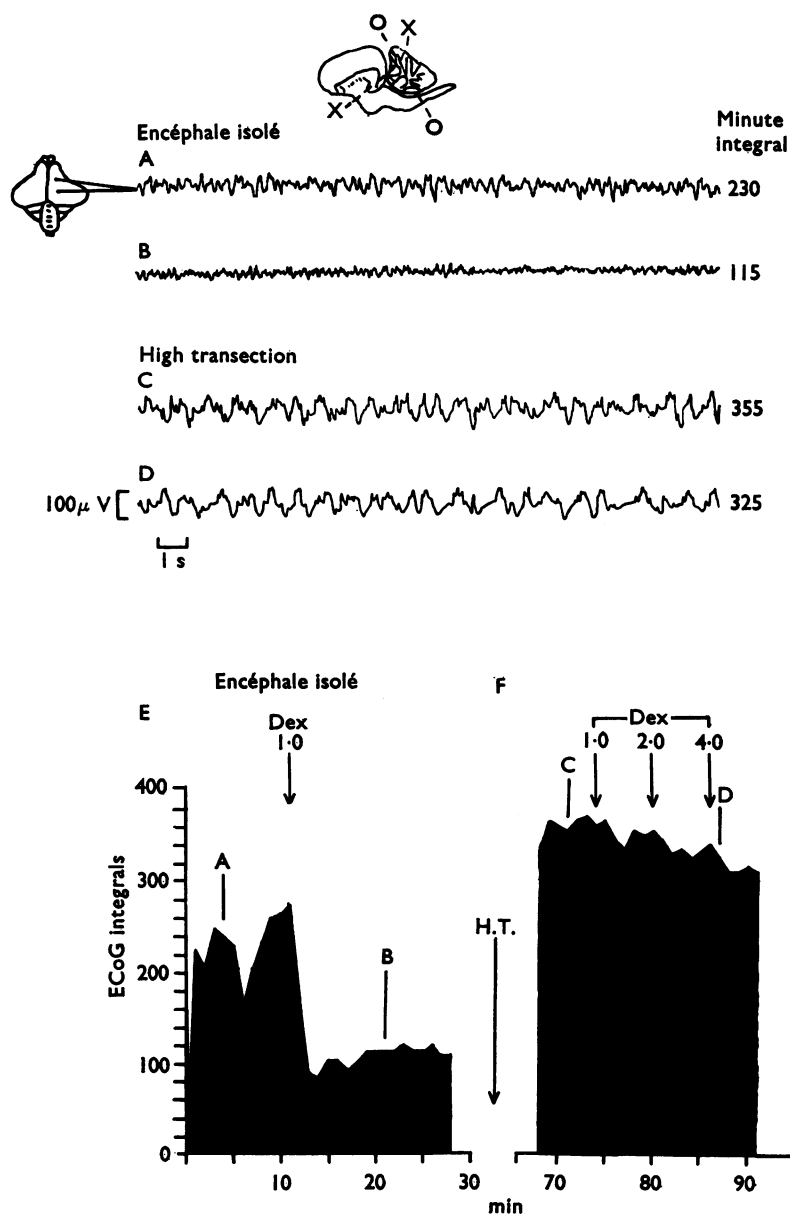 O X
X O
Encéphale isolé
Minute
integral
A
230
B
115
High transection
C
355
D
100μ V
325
1 s
Encéphale isolé
F
E
Dex
1·0
Dex
1·0 2·0 4·0
C
D
400
A
300
H.T.
B
ECoG integrals
200
100
0
10 20 30 70 80 90
min